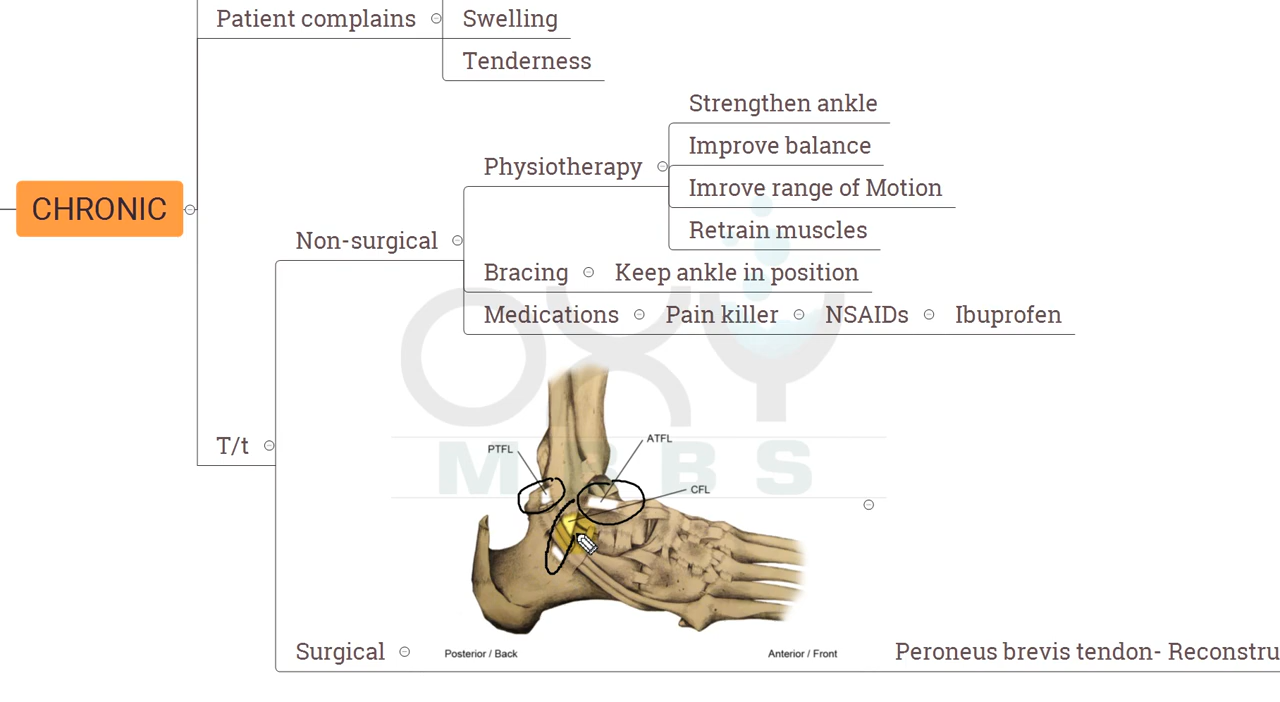 Patient complains
Swelling
Tenderness
CHRONIC
Strengthen ankle
Improve balance
Physiotherapy
Imrove range of Motion
Retrain muscles
Non-surgical
Bracing
Keep ankle in position
Medications
Pain killer
NSAIDs
Ibuprofen
OXY
MBBS
T/t
PTFL
ATFL
CFL
Surgical
Posterior / Back
Anterior / Front
Peroneus brevis tendon- Reconstru